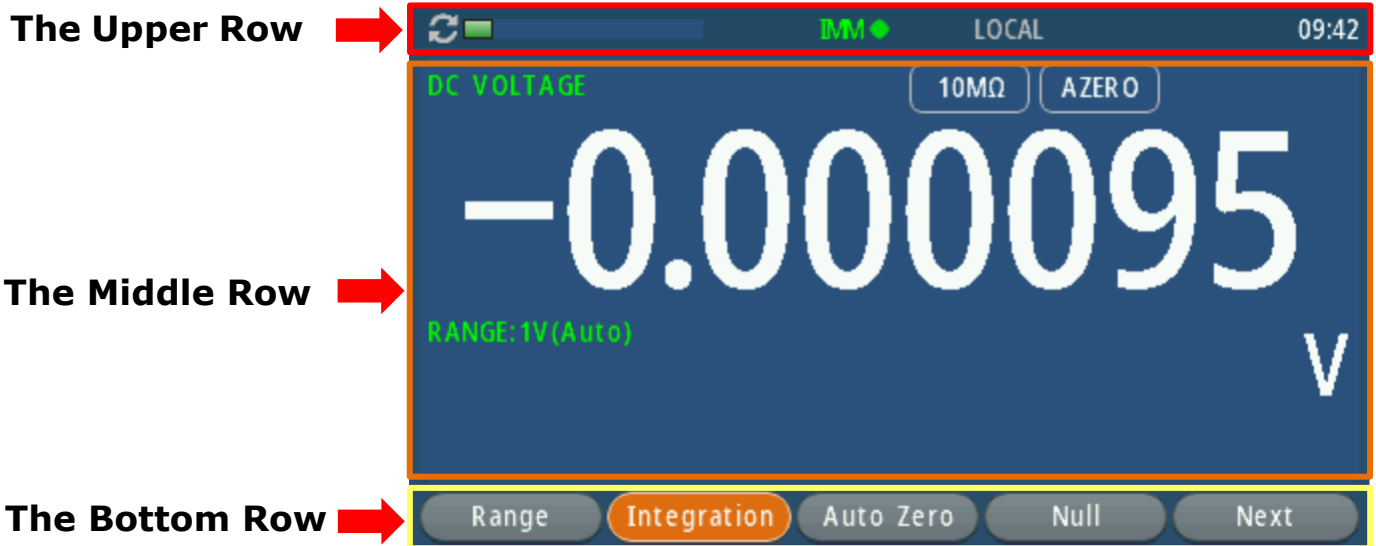 The Upper Row
IMM LOCAL 09:42
DC VOLTAGE 10MΩ AZERO
-0.000095
The Middle Row
RANGE:1V(Auto)
V
The Bottom Row
Range Integration Auto Zero Null Next